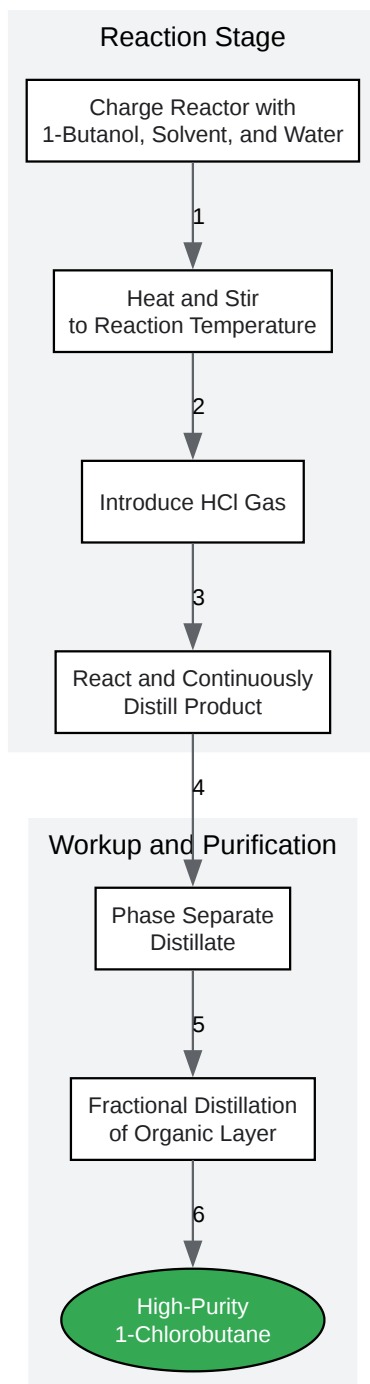 Reaction Stage
Charge Reactor with
1-Butanol, Solvent, and Water
1
Heat and Stir
to Reaction Temperature
2
Introduce HCl Gas
3
React and Continuously
Distill Product
4
Workup and Purification
Phase Separate
Distillate
5
Fractional Distillation
of Organic Layer
6
High-Purity
1-Chlorobutane